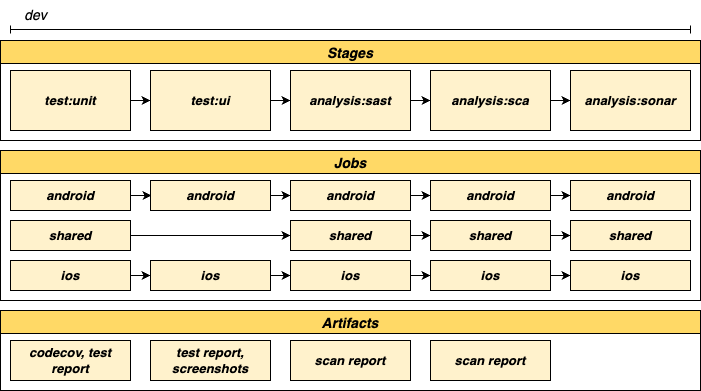 dev
Stages
test:unit
test:ui
analysis:sast
analysis:sca
analysis:sonar
Jobs
android
android
android
android
android
shared
shared
shared
shared
ios
ios
ios
ios
ios
Artifacts
codecov, test
report
test report,
screenshots
scan report
scan report